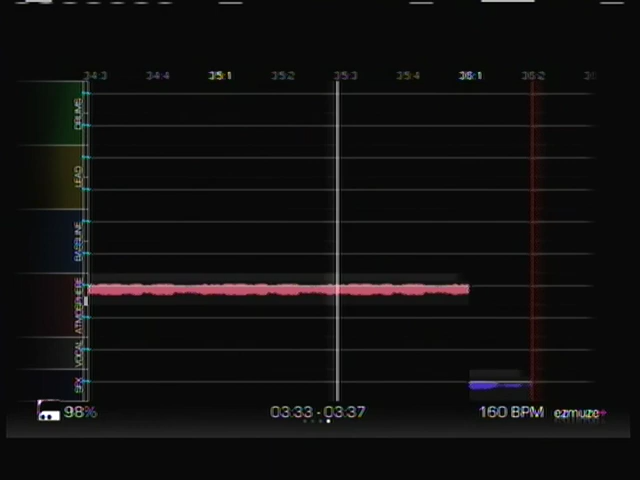 34:3 34:4 35:1 35:2 35:3 35:4 36:1 36:2
DRUMS
LEAD
BASSLINE
ATMOSPHERE
VOCAL
SFX
98% 03:33 - 03:37 160 BPM ezmuze+